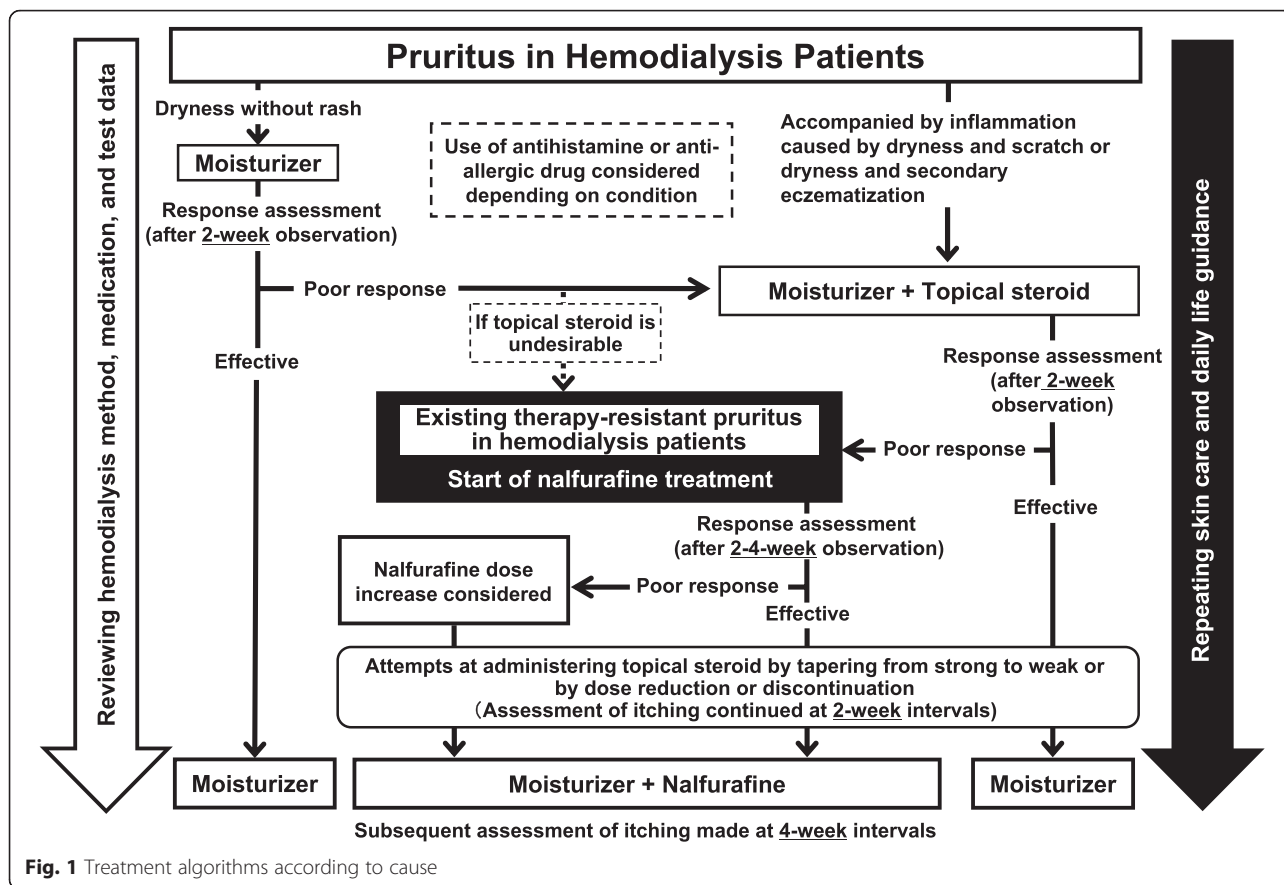 Pruritus in Hemodialysis Patients
Reviewing hemodialysis method, medication, and test data
Repeating skin care and daily life guidance
Dryness without rash
Moisturizer
Response assessment
(after 2-week observation)
Use of antihistamine or anti-
allergic drug considered
depending on condition
Accompanied by inflammation
caused by dryness and scratch or
dryness and secondary
eczematization
Poor response
Moisturizer + Topical steroid
If topical steroid is
undesirable
Effective
Response assessment
(after 2-week
observation)
Existing therapy-resistant pruritus
in hemodialysis patients
Start of nalfurafine treatment
Poor response
Effective
Response assessment
(after 2-4-week observation)
Nalfurafine dose
increase considered
Poor response
Effective
Attempts at administering topical steroid by tapering from strong to weak or
by dose reduction or discontinuation
（Assessment of itching continued at 2-week intervals)
Moisturizer
Moisturizer + Nalfurafine
Moisturizer
Subsequent assessment of itching made at 4-week intervals
Fig. 1 Treatment algorithms according to cause